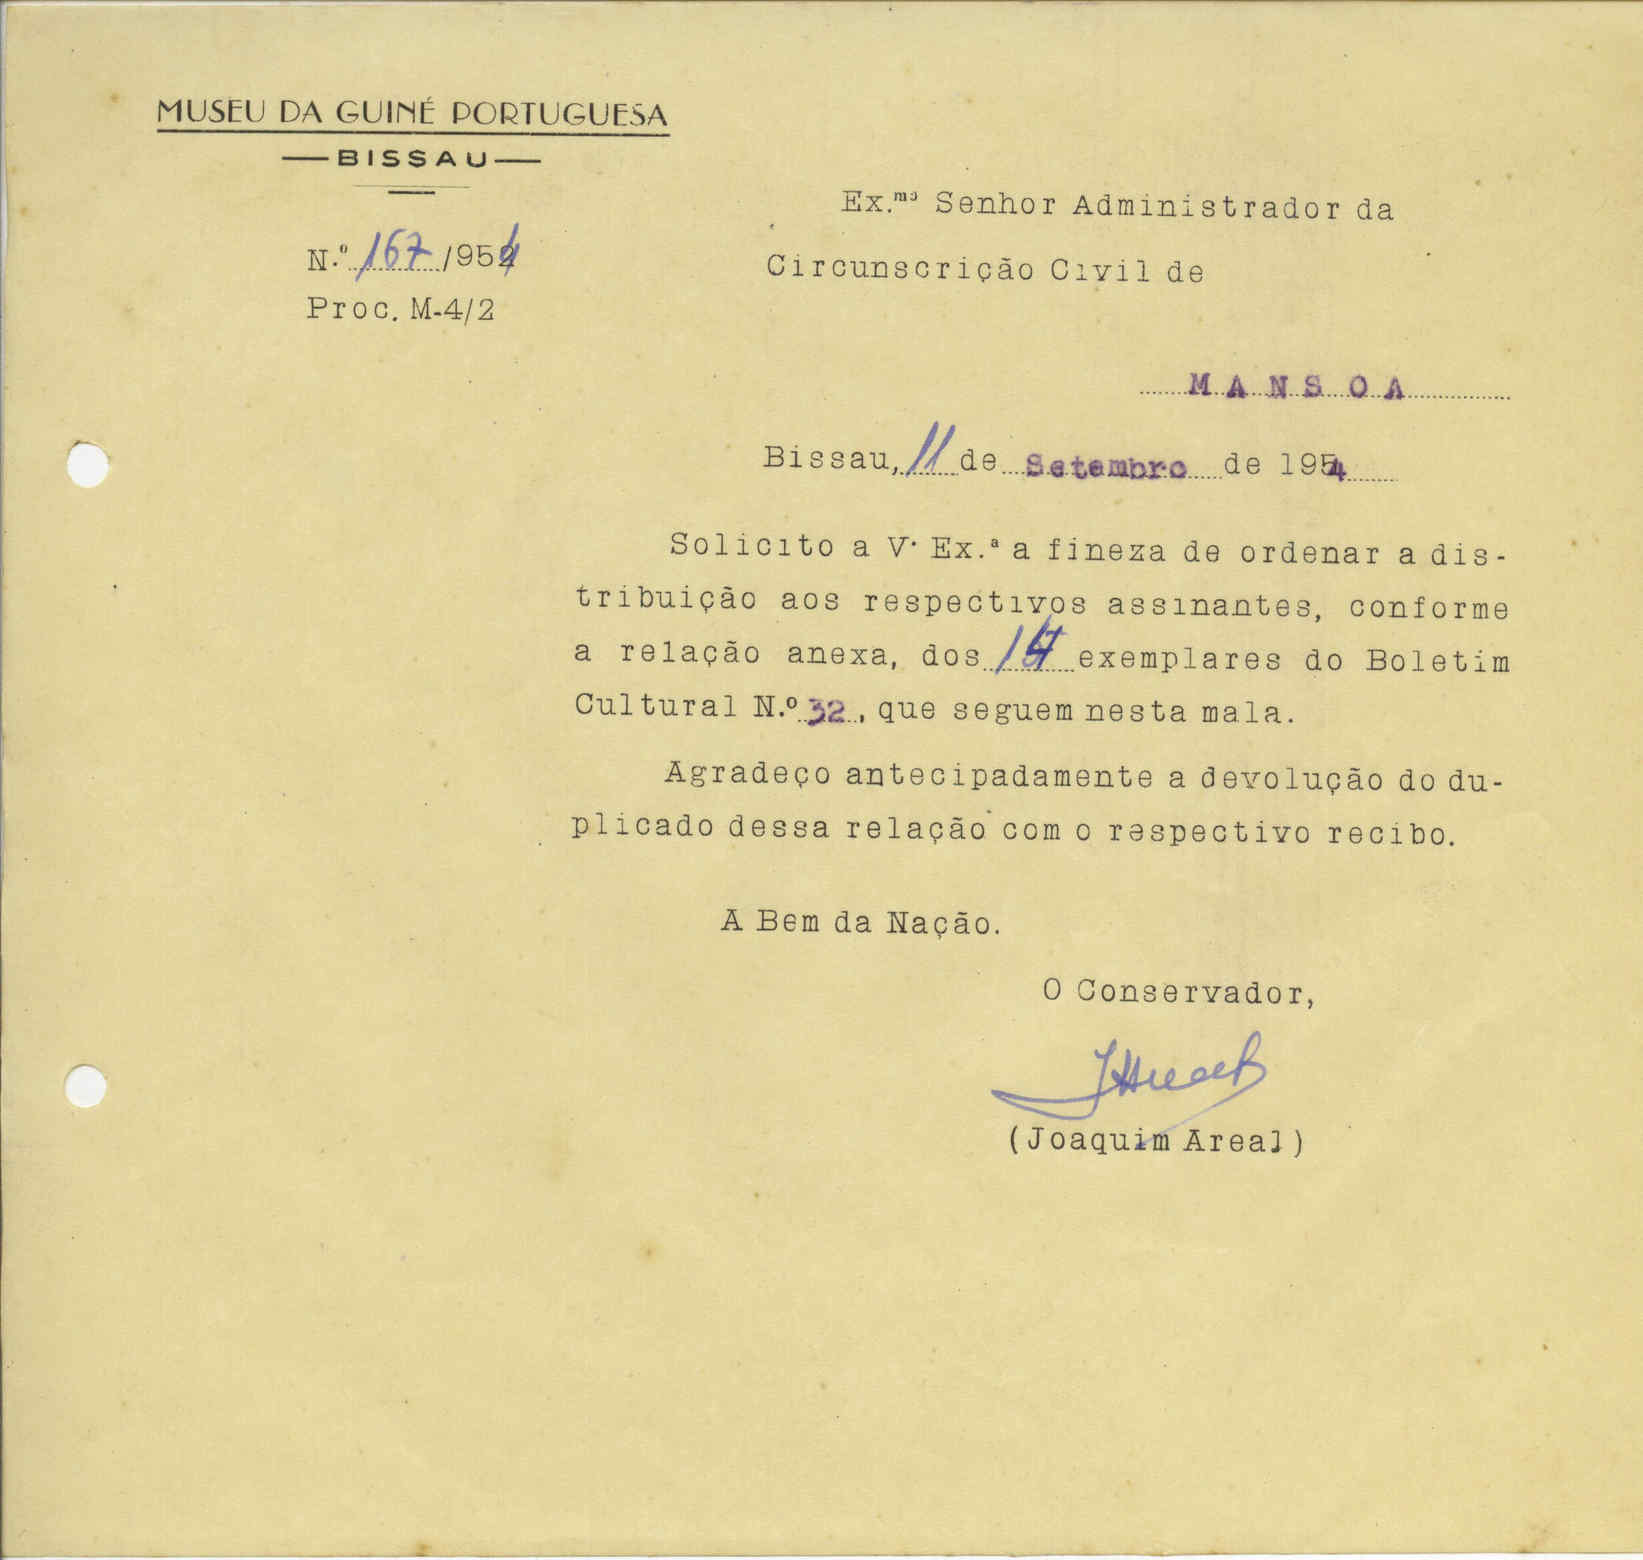 MUSEU DA GUINÉ PORTUGUESA
BISSAU
N.º 167/954
Proc. M-4/2
Ex.mo Senhor Administrador da
Circunscrição Civil de
MANSOA
Bissau, 11 de Setembro de 1954
Solicito a V. Ex.ª a fineza de ordenar a dis-
tribuição aos respectivos assinantes, conforme
a relação anexa, dos exemplares do Boletim
Cultural N.º 32, que seguem nesta mala.
Agradeço antecipadamente a devolução do du-
plicado dessa relação com o respectivo recibo.
A Bem da Nação.
O Conservador,
(Joaquim Areal)